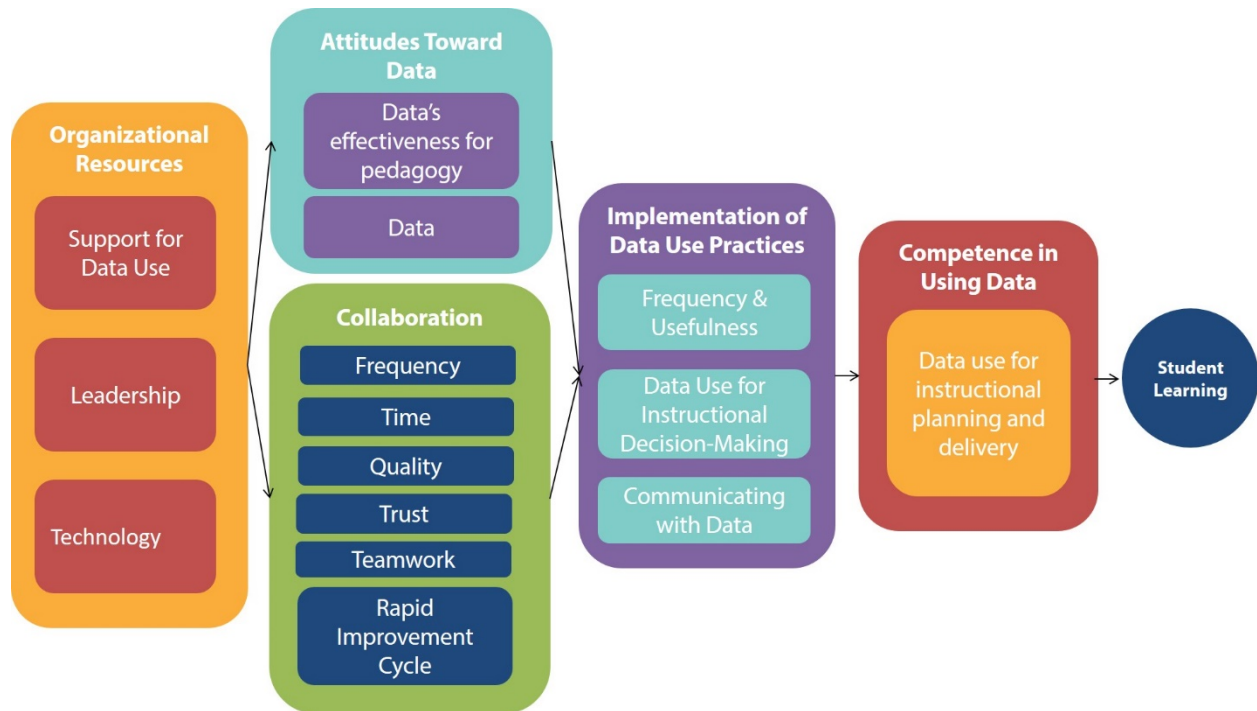 Organizational
Resources
Support for
Data Use
Leadership
Technology
Attitudes Toward
Data
Data’s
effectiveness for
pedagogy
Data
Collaboration
Frequency
Time
Quality
Trust
Teamwork
Rapid
Improvement
Cycle
Implementation of
Data Use Practices
Frequency &
Usefulness
Data Use for
Instructional
Decision-Making
Communicating
with Data
Competence in
Using Data
Data use for
instructional
planning and
delivery
Student
Learning